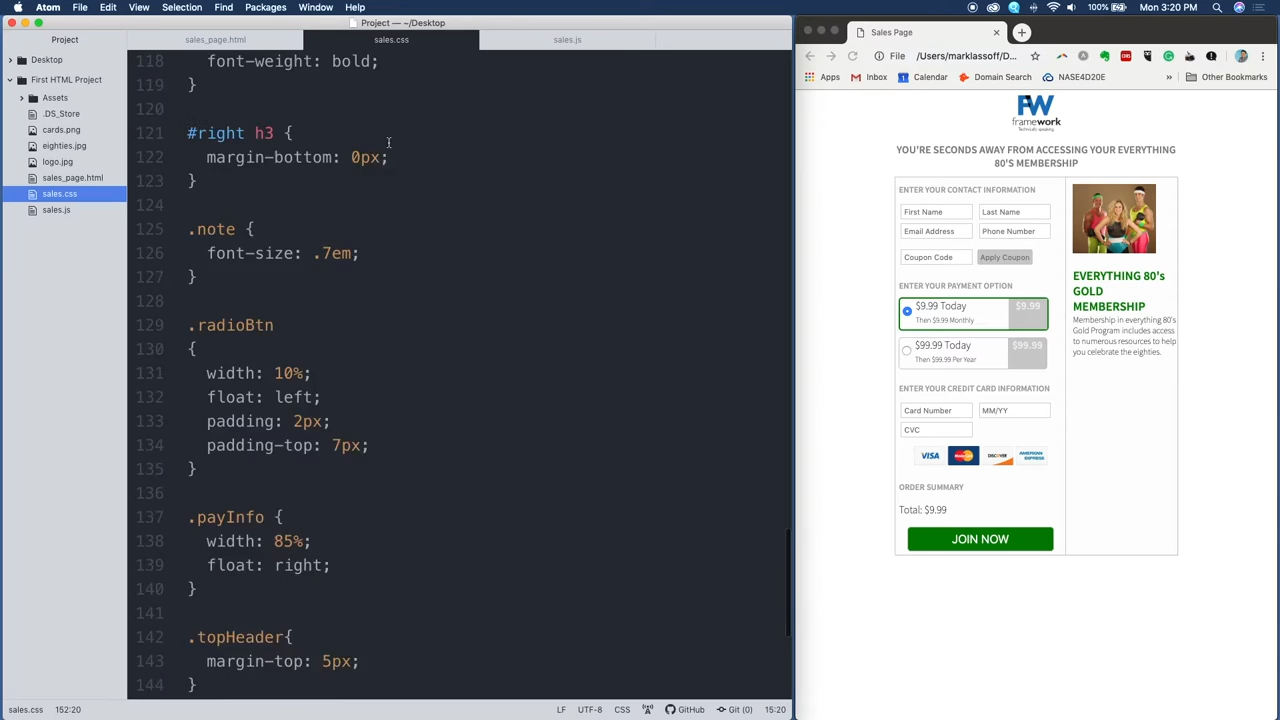 Atom File Edit View Selection Find Packages Window Help
100% Mon 3:20 PM
Project — ~/Desktop
Project
sales_page.html
sales.css
sales.js
Desktop
First HTML Project
Assets
.DS_Store
cards.png
eighties.jpg
logo.jpg
sales_page.html
sales.css
sales.js
118 font-weight: bold;
119 }
120
121 #right h3 {
122 margin-bottom: 0px;
123 }
124
125 .note {
126 font-size: .7em;
127 }
128
129 .radioBtn
130 {
131 width: 10%;
132 float: left;
133 padding: 2px;
134 padding-top: 7px;
135 }
136
137 .payInfo {
138 width: 85%;
139 float: right;
140 }
141
142 .topHeader{
143 margin-top: 5px;
144 }
sales.css 152:20
LF UTF-8 CSS GitHub Git (0) 15:20
Sales Page
File /Users/marklassoff/D...
Apps Inbox Calendar Domain Search NASE4D20E » Other Bookmarks
FW
framework
Technically speaking
YOU'RE SECONDS AWAY FROM ACCESSING YOUR EVERYTHING
80'S MEMBERSHIP
ENTER YOUR CONTACT INFORMATION
First Name Last Name
Email Address Phone Number
Coupon Code Apply Coupon
ENTER YOUR PAYMENT OPTION
$9.99 Today $9.99
Then $9.99 Monthly
$99.99 Today $99.99
Then $99.99 Per Year
ENTER YOUR CREDIT CARD INFORMATION
Card Number MM/YY
CVC
VISA MasterCard DISCOVER AMERICAN EXPRESS
ORDER SUMMARY
Total: $9.99
JOIN NOW
EVERYTHING 80's
GOLD
MEMBERSHIP
Membership in everything 80's
Gold Program includes access
to numerous resources to help
you celebrate the eighties.